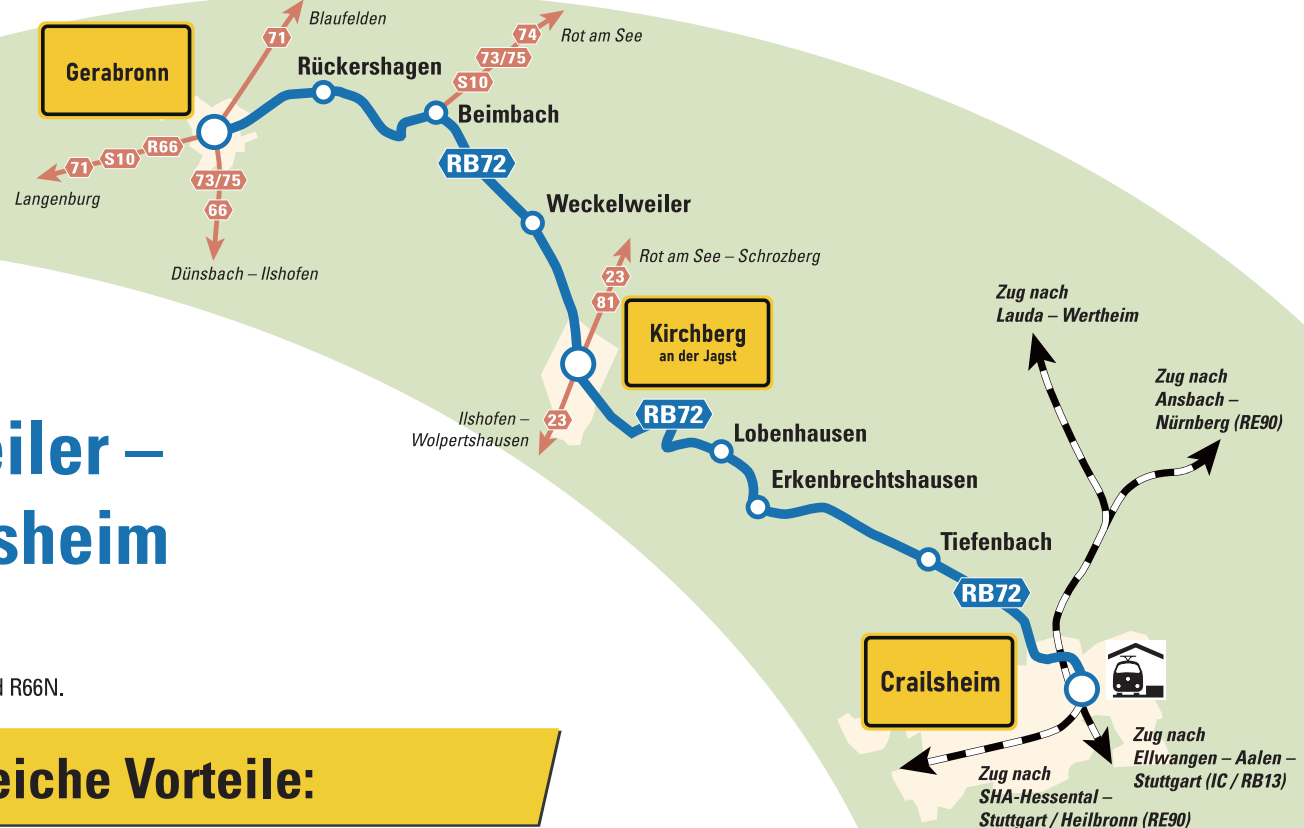 Blaufelden
71
Gerabronn
74
Rot am See
73/75
Rückershagen
S10
Beimbach
R66
S10
71
RB72
73/75
Langenburg
66
Weckelweiler
Dünsbach – Ilshofen
Rot am See – Schrozberg
23
81
Kirchberg
an der Jagst
Zug nach
Lauda – Wertheim
Zug nach
Ansbach –
Nürnberg (RE90)
Ilshofen –
Wolpertshausen
23
RB72
Lobenhausen
Erkenbrechtshausen
eiler –
sheim
Tiefenbach
RB72
Crailsheim
R66N.
Zug nach
Ellwangen – Aalen –
Stuttgart (IC / RB13)
Zug nach
SHA-Hessental –
Stuttgart / Heilbronn (RE90)
eiche Vorteile: